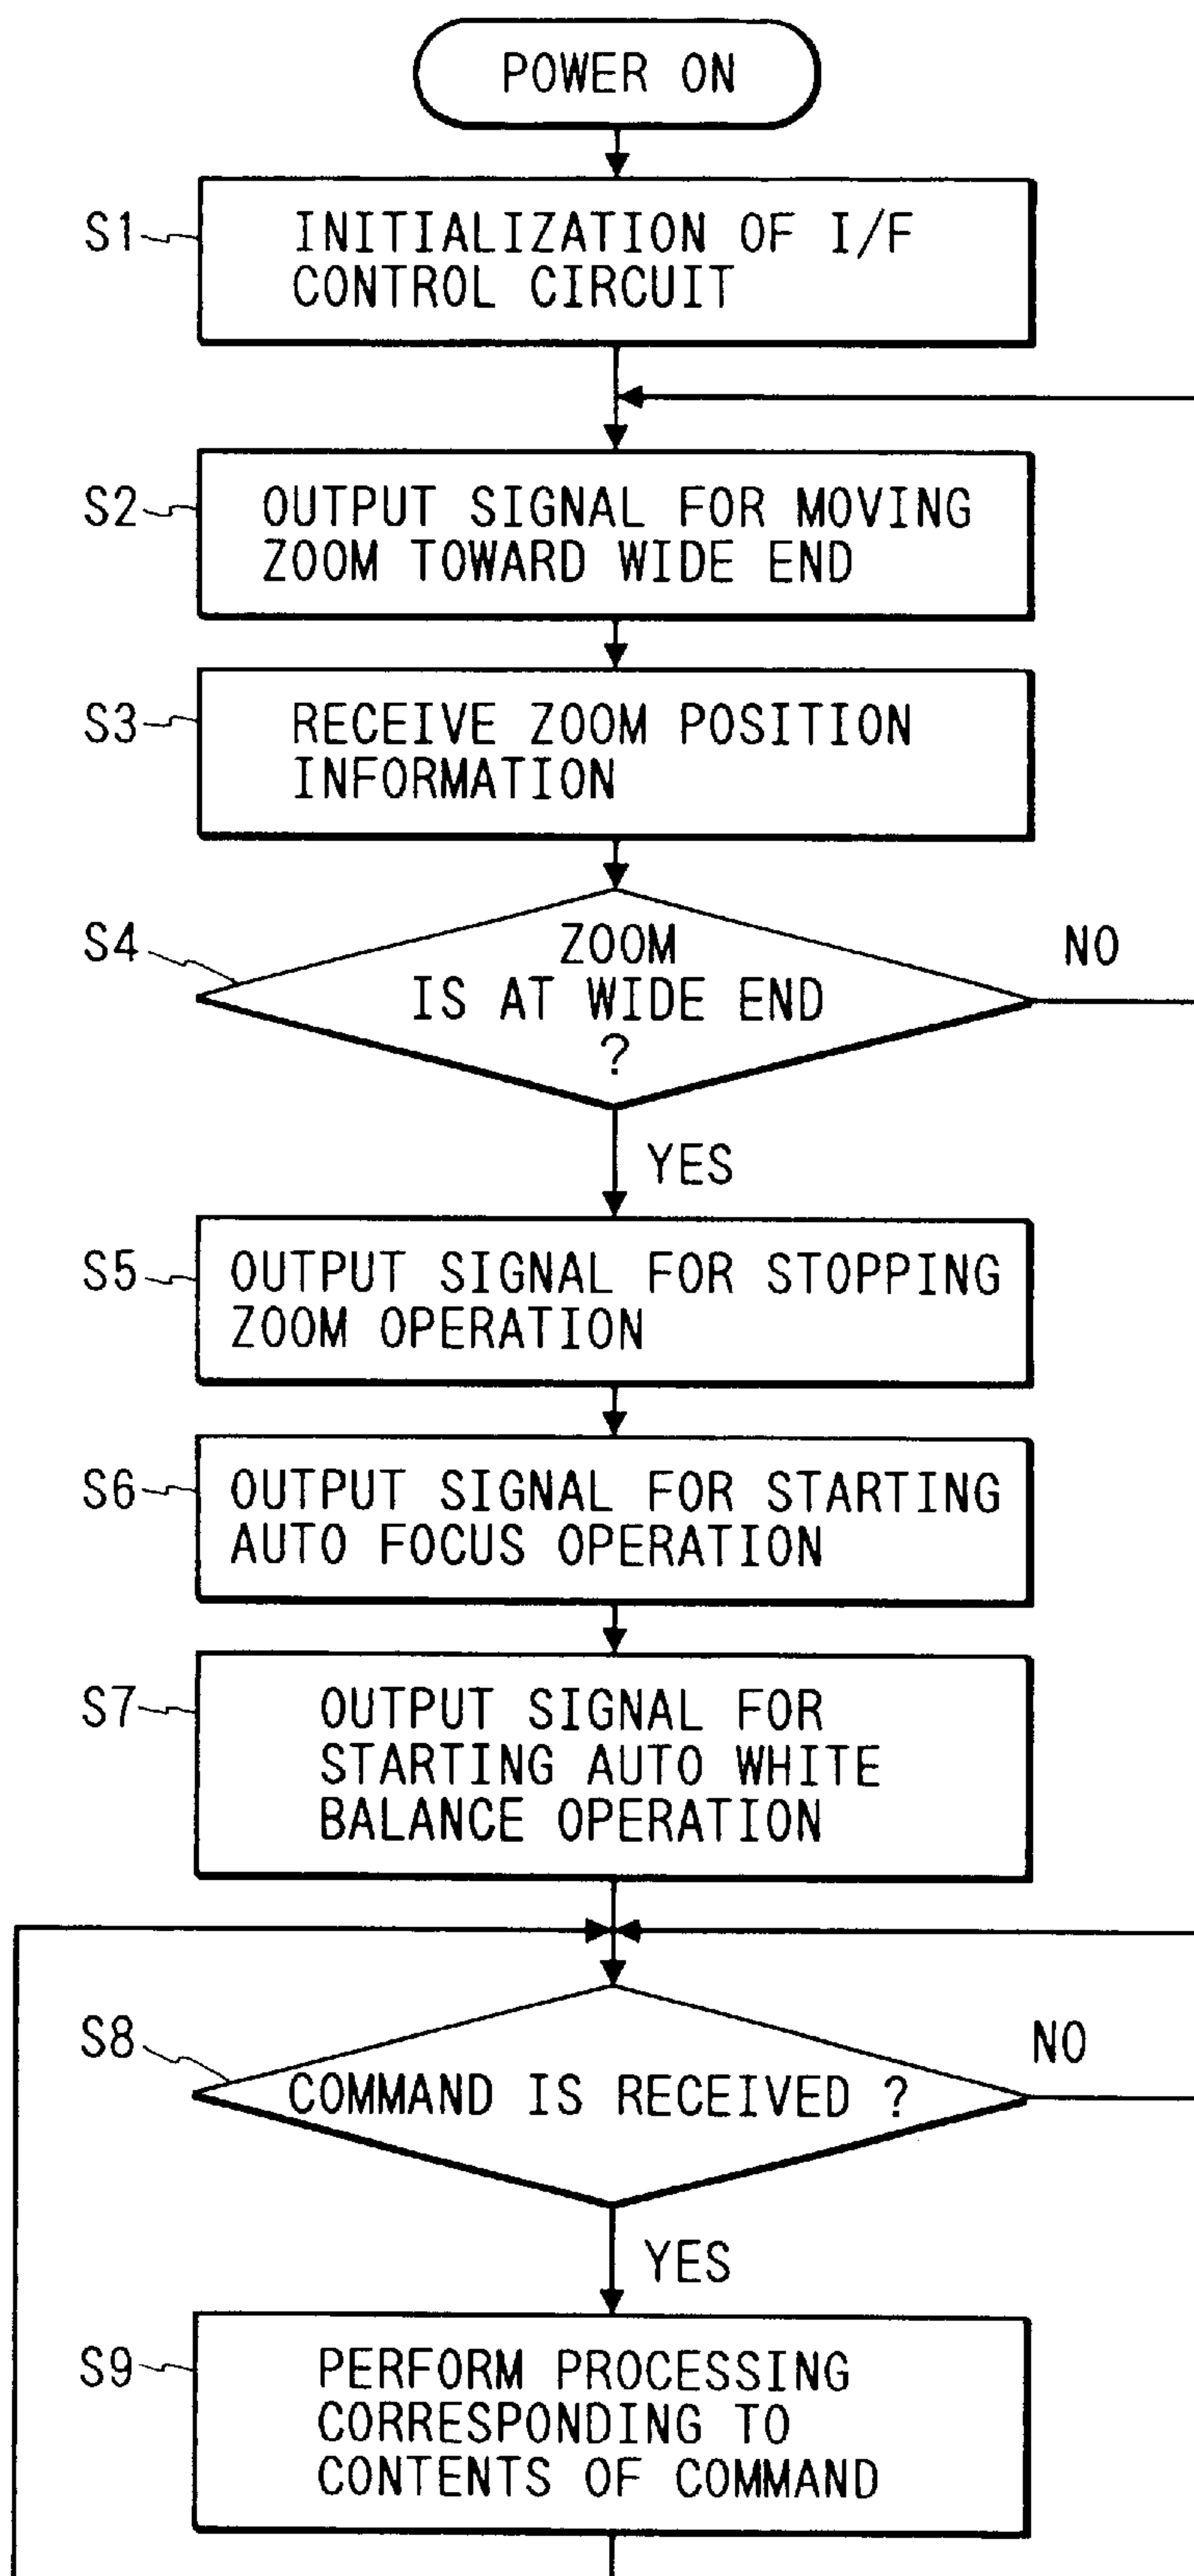 POWER ON
S1
INITIALIZATION OF I/F
CONTROL CIRCUIT
S2
OUTPUT SIGNAL FOR MOVING
ZOOM TOWARD WIDE END
S3
RECEIVE ZOOM POSITION
INFORMATION
S4
ZOOM
IS AT WIDE END
?
NO
YES
S5
OUTPUT SIGNAL FOR STOPPING
ZOOM OPERATION
S6
OUTPUT SIGNAL FOR STARTING
AUTO FOCUS OPERATION
S7
OUTPUT SIGNAL FOR
STARTING AUTO WHITE
BALANCE OPERATION
S8
COMMAND IS RECEIVED ?
NO
YES
S9
PERFORM PROCESSING
CORRESPONDING TO
CONTENTS OF COMMAND